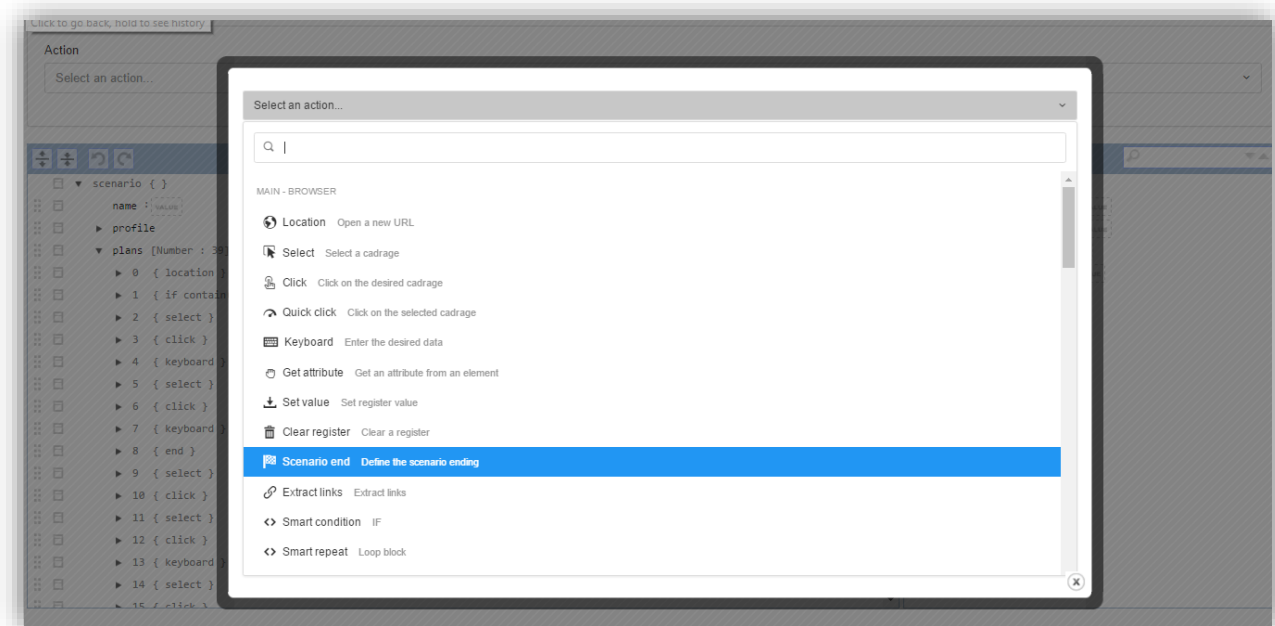 Click to go back, hold to see history
Action
Select an action...
Select an action...
MAIN - BROWSER
Location Open a new URL
Select Select a cadrage
Click Click on the desired cadrage
Quick click Click on the selected cadrage
Keyboard Enter the desired data
Get attribute Get an attribute from an element
Set value Set register value
Clear register Clear a register
Scenario end Define the scenario ending
Extract links Extract links
Smart condition IF
Smart repeat Loop block
scenario { }
name : VALUE
profile
plans [Number : 39]
0 { location }
1 { if contain
2 { select }
3 { click }
4 { keyboard }
5 { select }
6 { click }
7 { keyboard }
8 { end }
9 { select }
10 { click }
11 { select }
12 { click }
13 { keyboard }
14 { select }
15 { click }